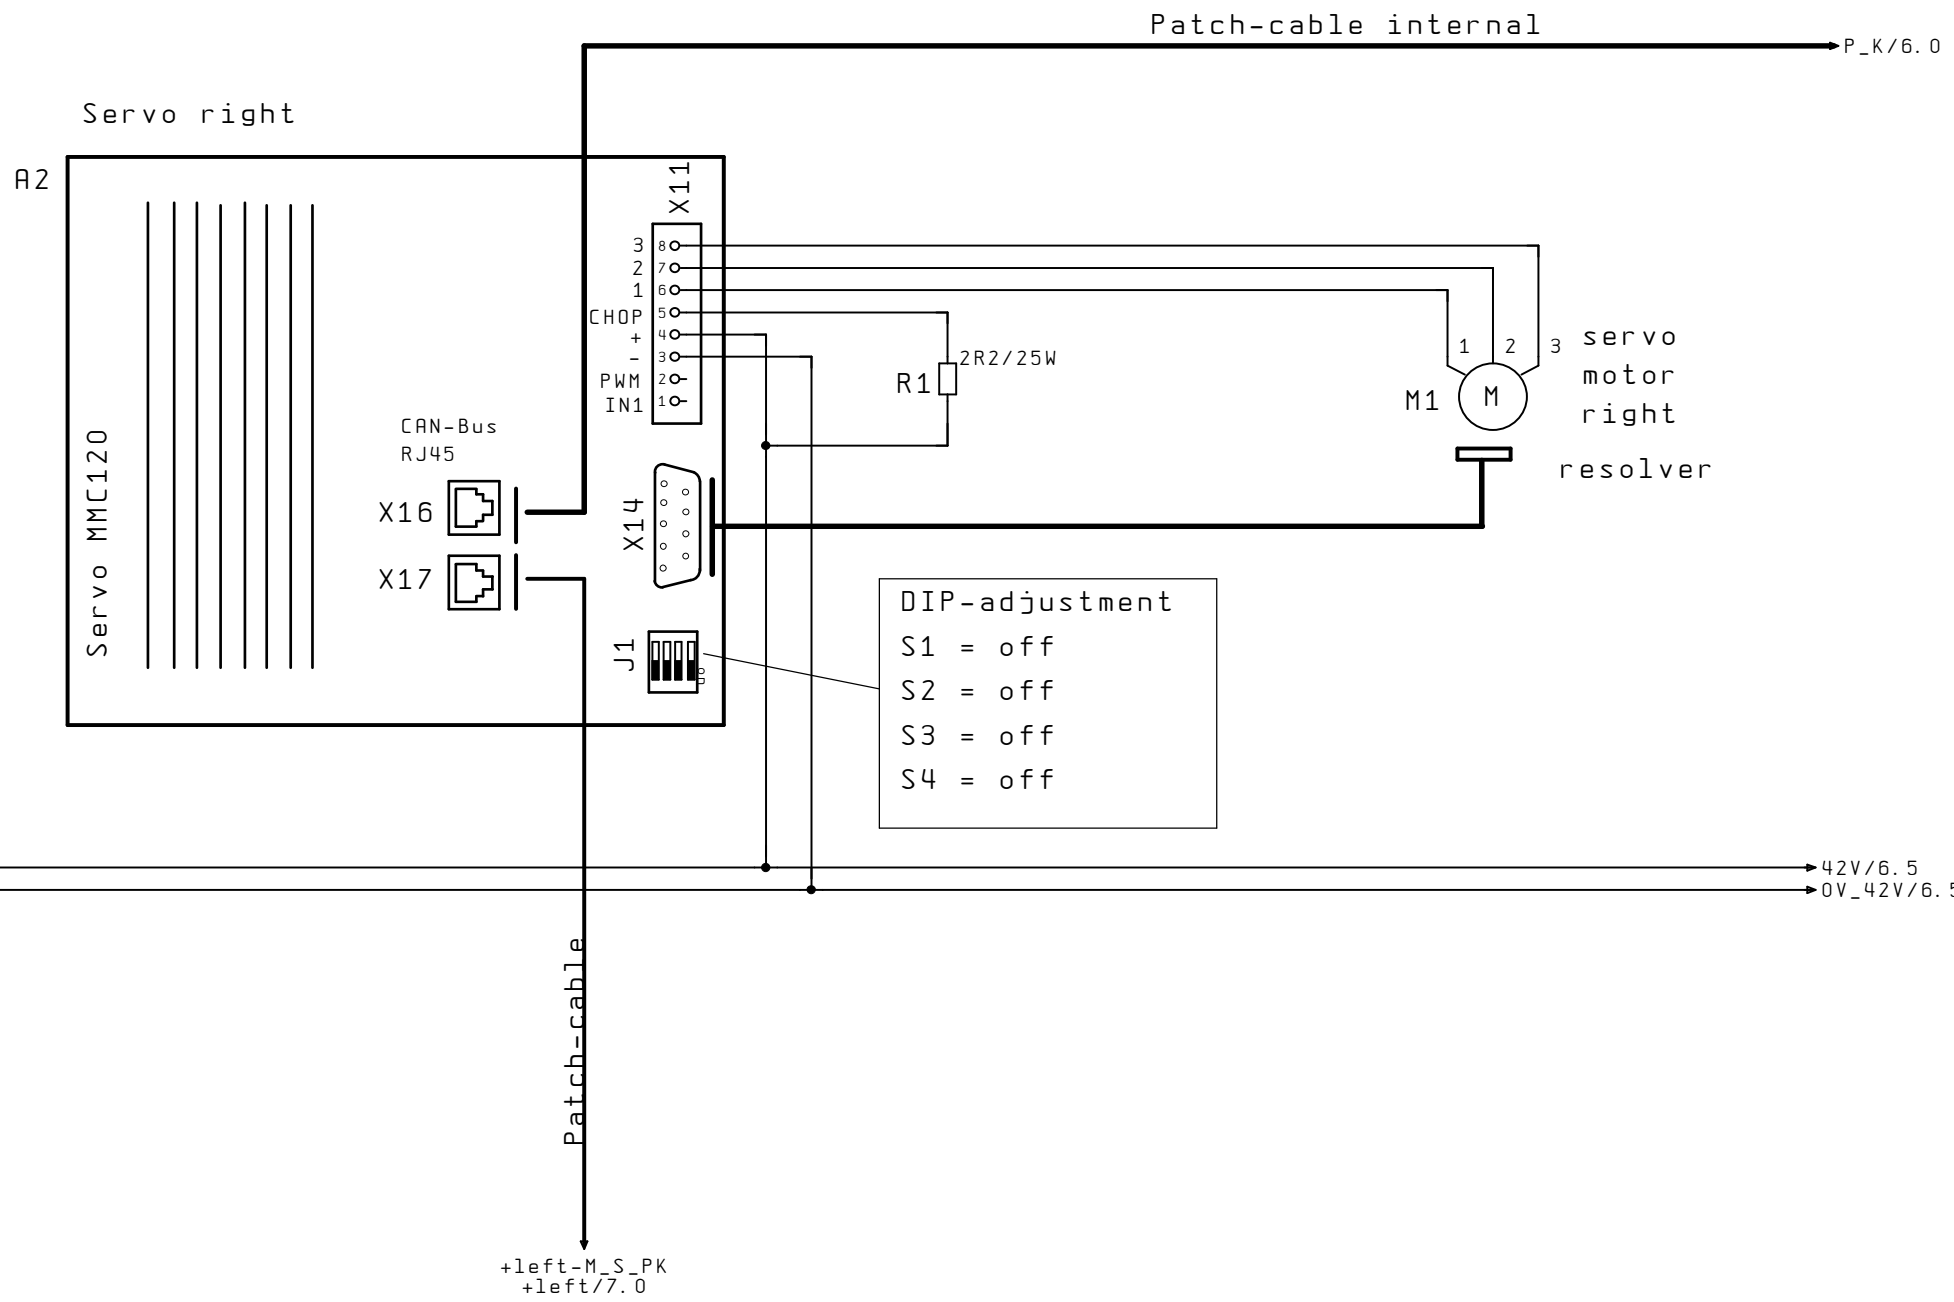 Patch-cable internal
P_K/6.0
Servo right
A2
X11
3 8
2 7
1 6
CHOP 5
+ 4
- 3
PWM 2
IN1 1
2R2/25W
R1
1 2 3
servo
motor
right
M1
M
resolver
CAN-Bus
RJ45
X16
X17
X14
Servo MMC120
J1
DIP-adjustment
S1 = off
S2 = off
S3 = off
S4 = off
42V/6.5
0V_42V/6.5
Patch-cable
+left-M_S_PK
+left/7.0